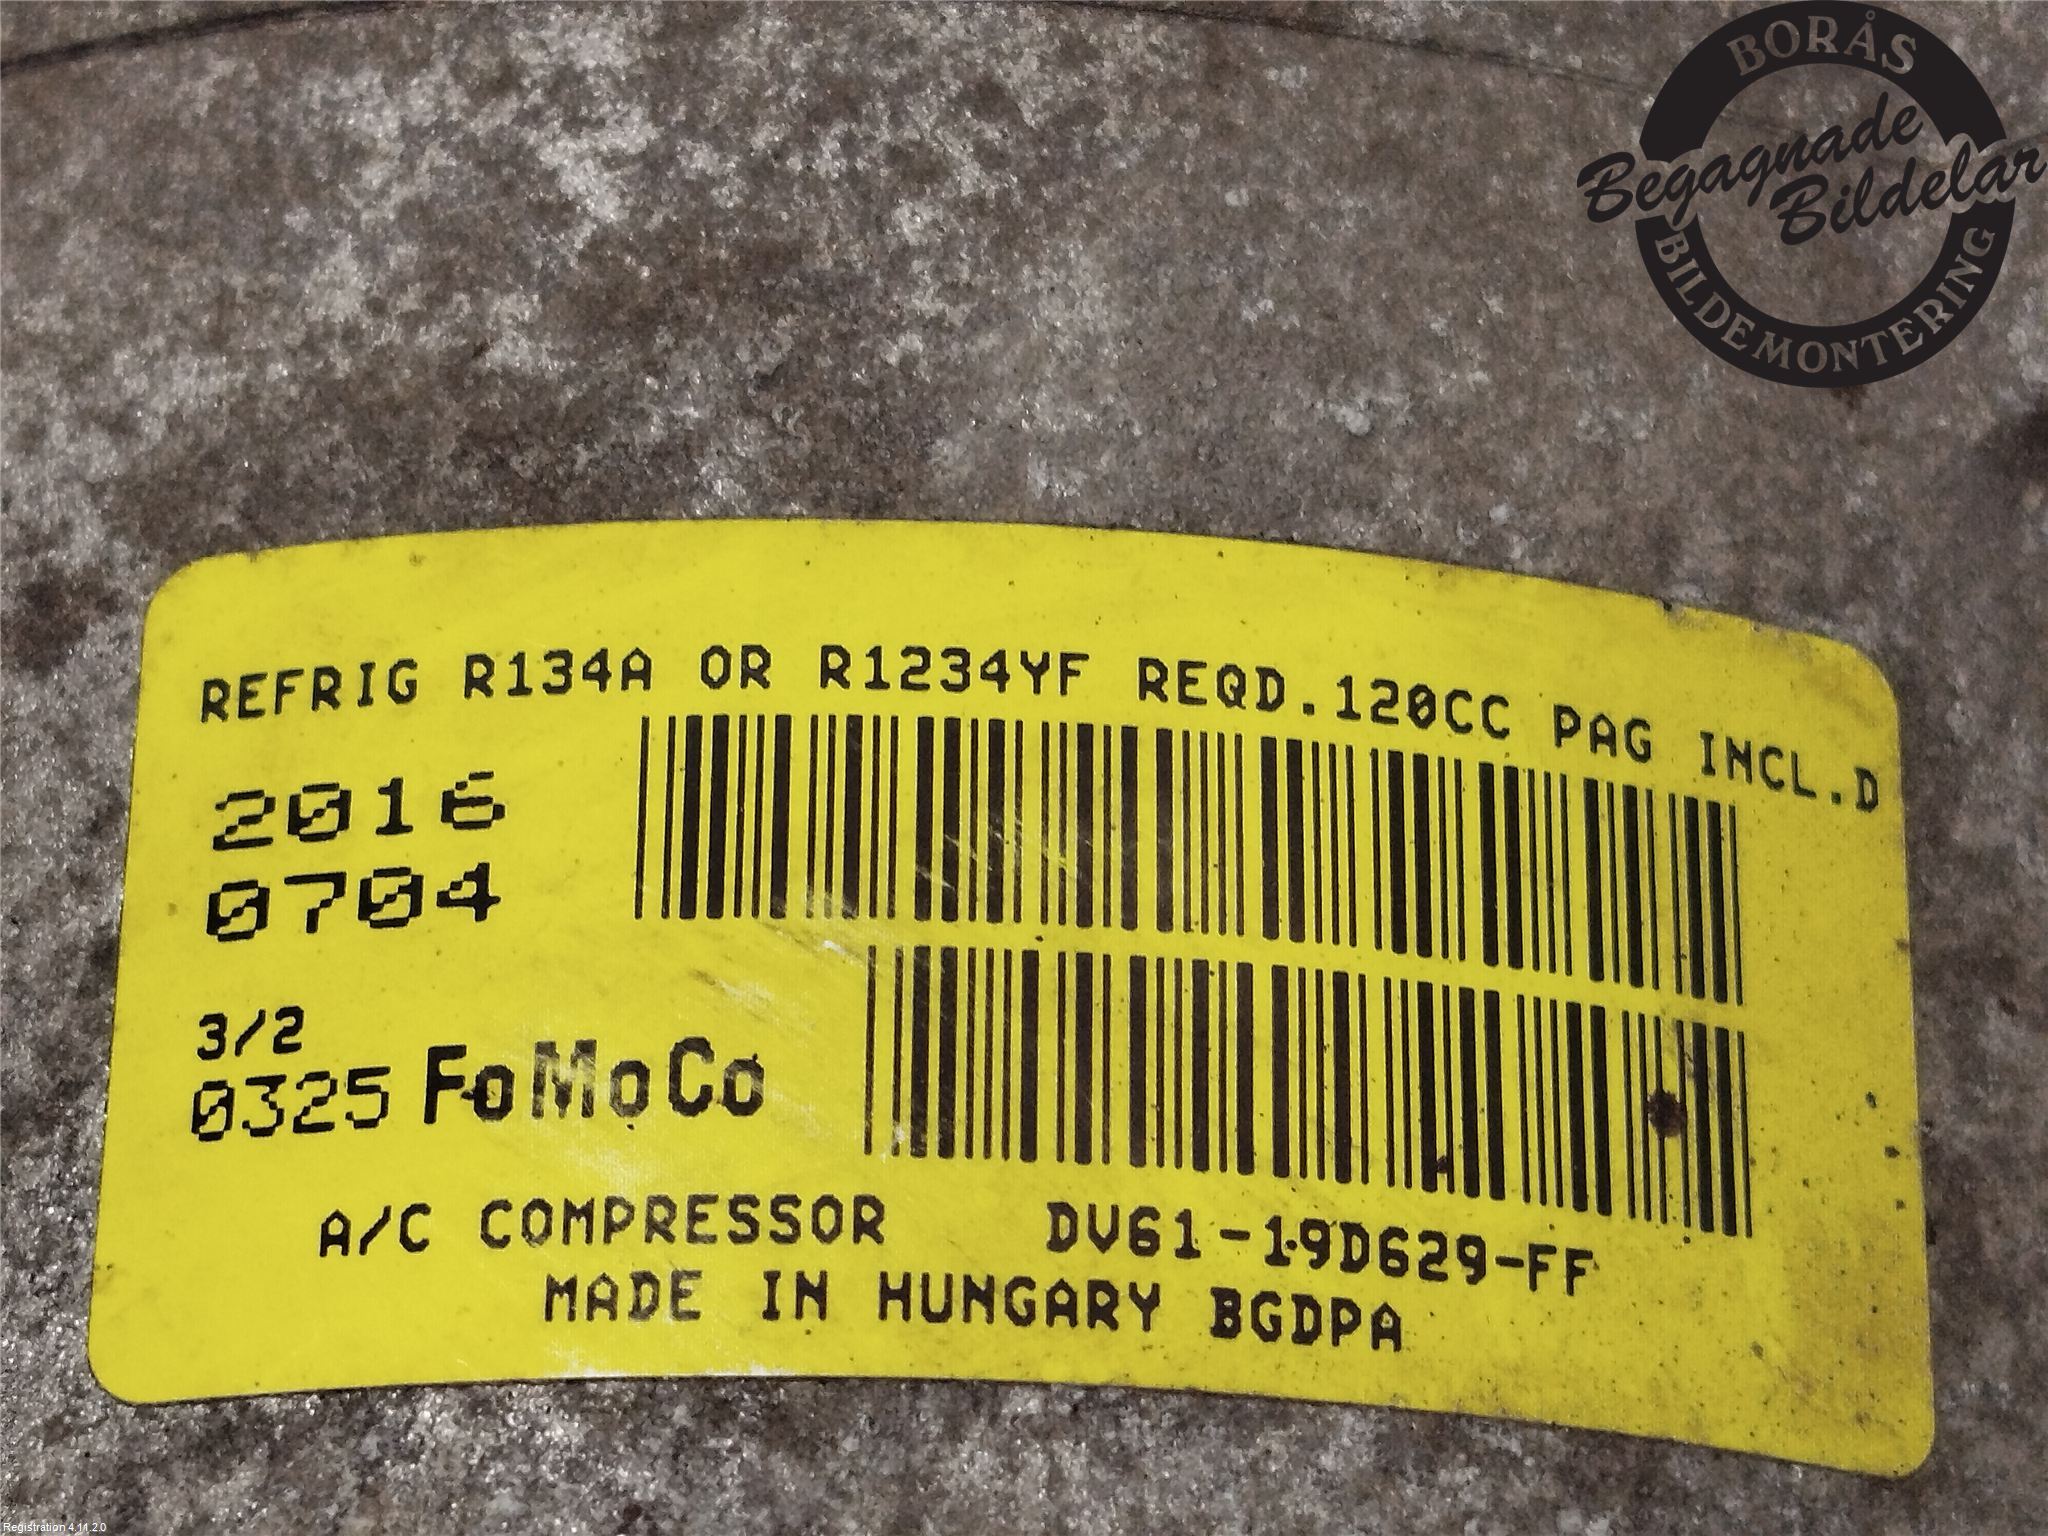 BORÅS
Begagnade
Bildelar
BILDEMONTERING
REFRIG R134A OR R1234YF REQD.120CC PAG INCL.D
2016
0704
3/2
0325 FoMoCo
A/C COMPRESSOR DV61-19D629-FF
MADE IN HUNGARY BGDPA
Registration 4.11.2.0